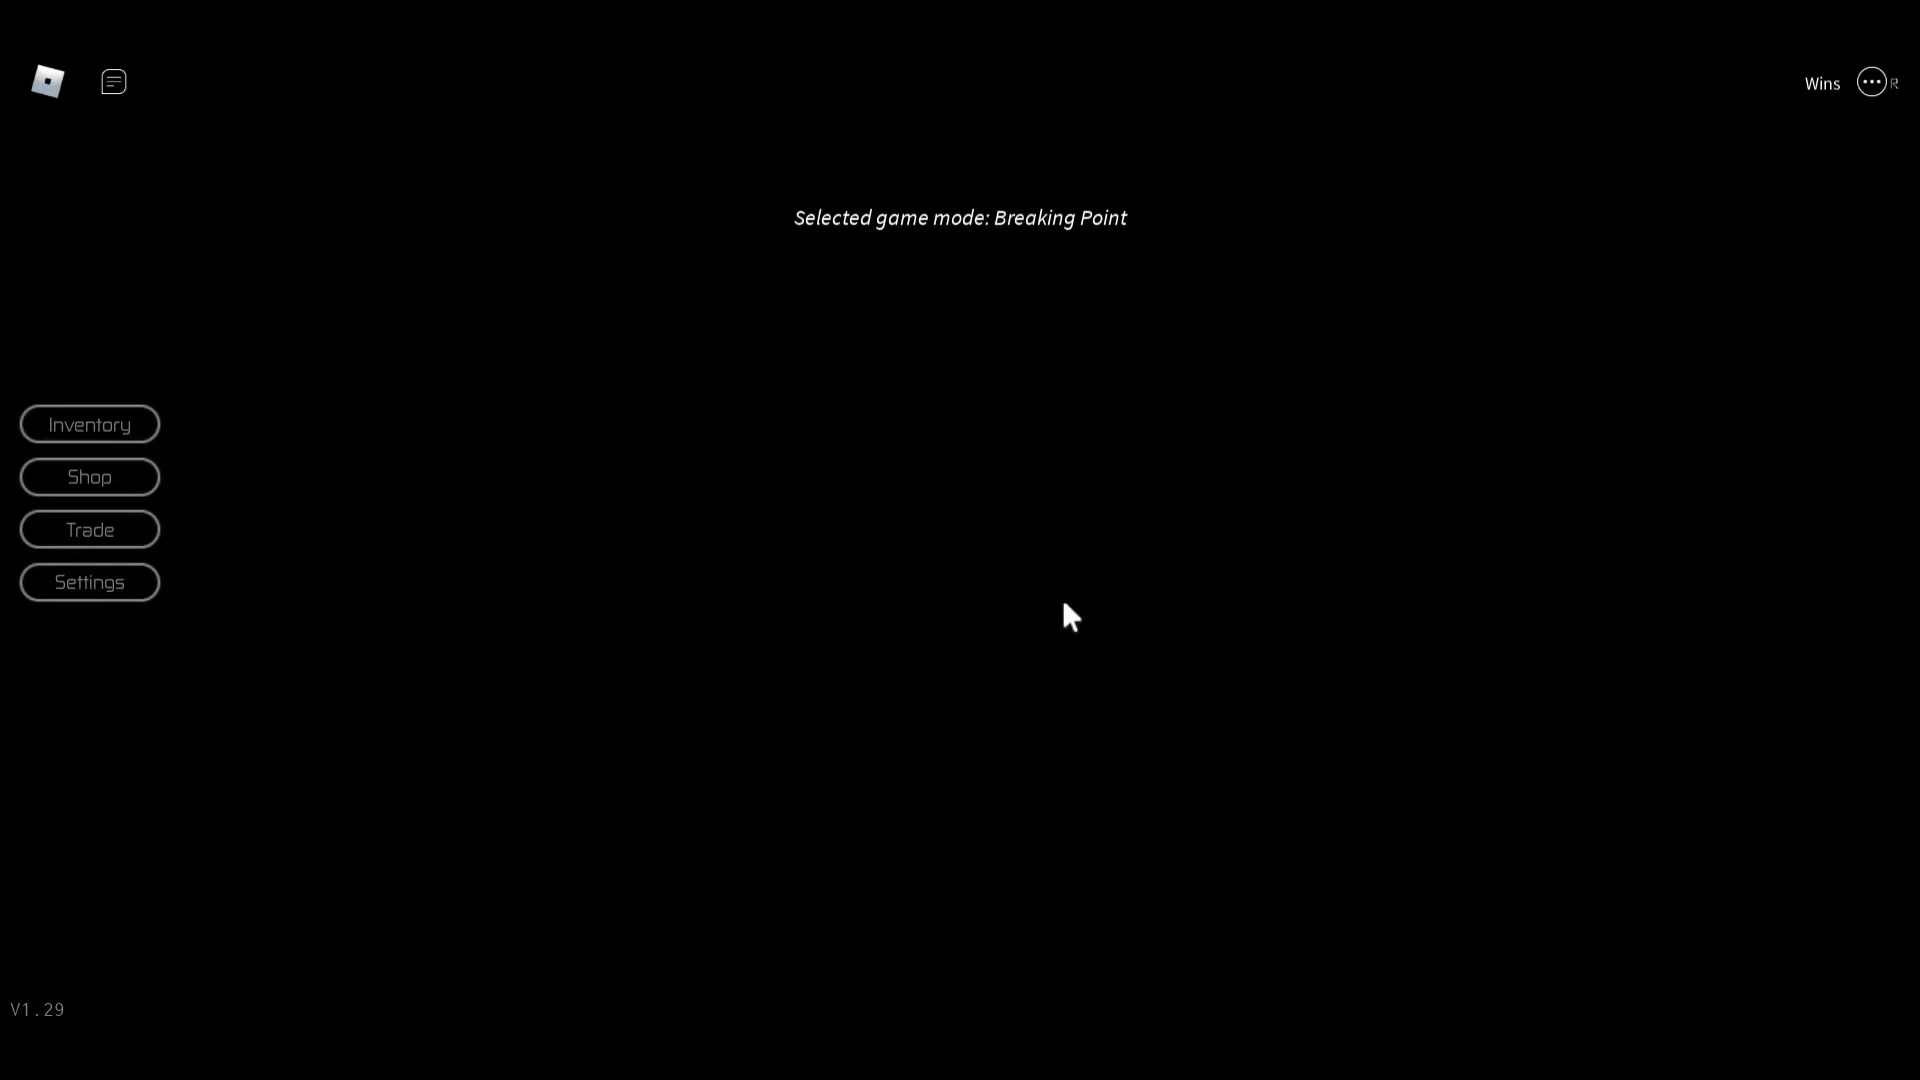 Wins
R
Selected game mode: Breaking Point
Inventory
Shop
Trade
Settings
V1.29